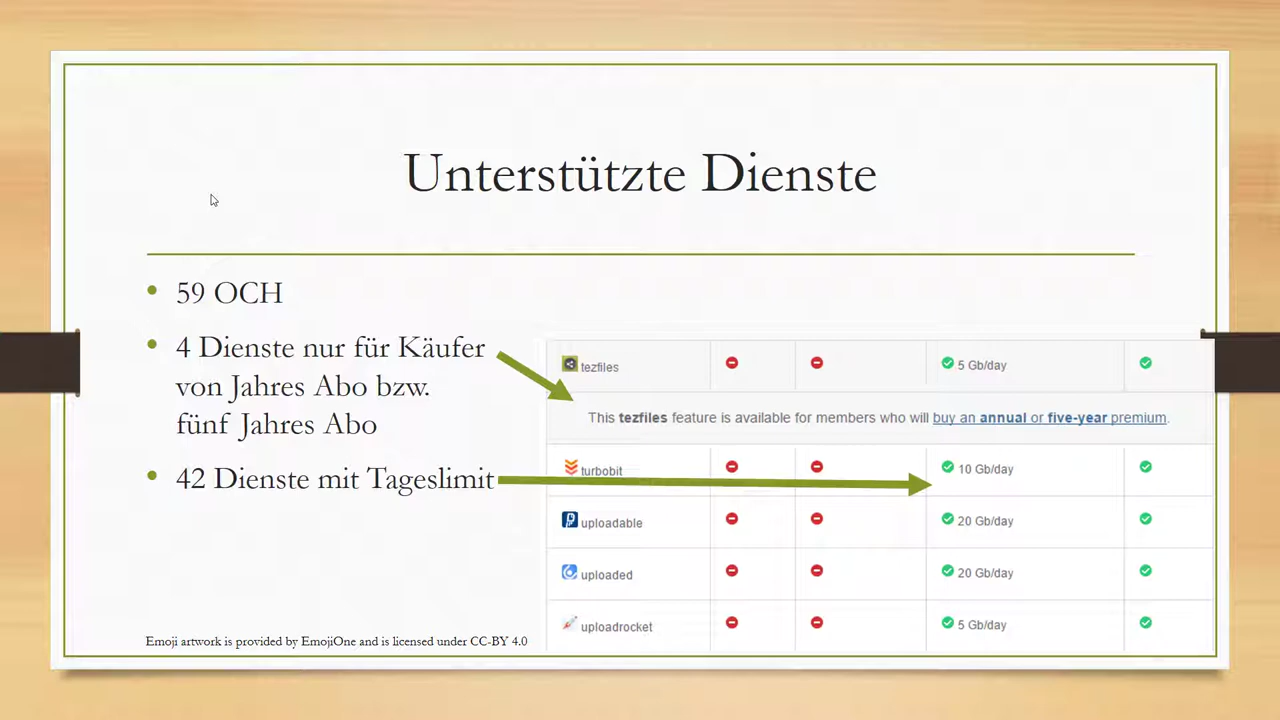 Unterstützte Dienste
59 OCH
4 Dienste nur für Käufer
von Jahres Abo bzw.
fünf Jahres Abo
42 Dienste mit Tageslimit
tezfiles 5 Gb/day
This tezfiles feature is available for members who will buy an annual or five-year premium.
turbobit 10 Gb/day
uploadable 20 Gb/day
uploaded 20 Gb/day
uploadrocket 5 Gb/day
Emoji artwork is provided by EmojiOne and is licensed under CC-BY 4.0